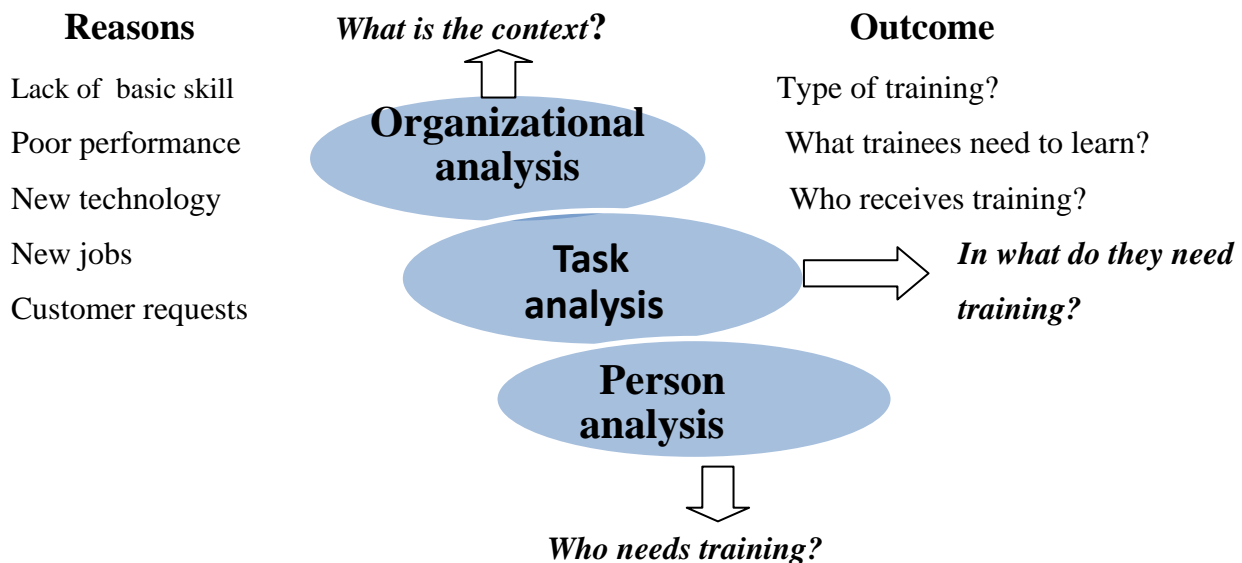 Reasons
Lack of basic skill
Poor performance
New technology
New jobs
Customer requests
What is the context?
Organizational
analysis
Task
analysis
Person
analysis
Who needs training?
Outcome
Type of training?
What trainees need to learn?
Who receives training?
In what do they need
training?